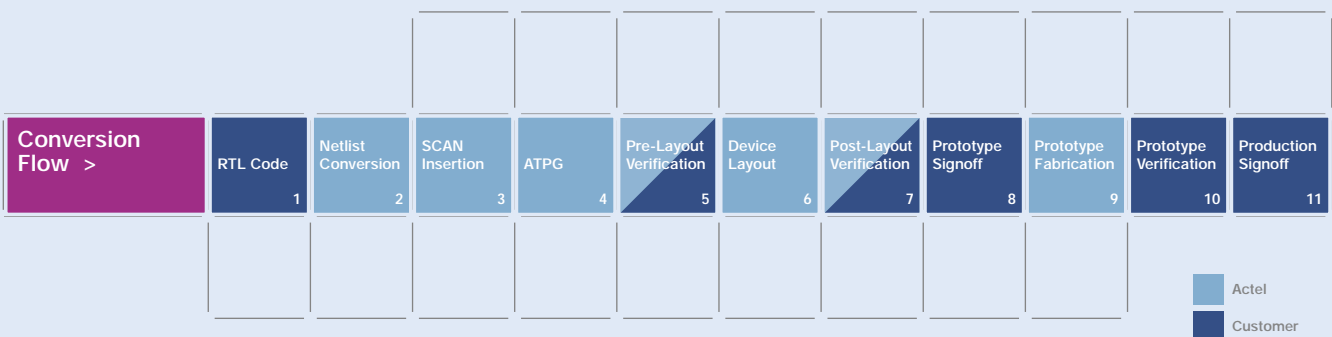 Conversion
Flow >
RTL Code
1
Netlist
Conversion
2
SCAN
Insertion
3
ATPG
4
Pre-Layout
Verification
5
Device
Layout
6
Post-Layout
Verification
7
Prototype
Signoff
8
Prototype
Fabrication
9
Prototype
Verification
10
Production
Signoff
11
Actel
Customer